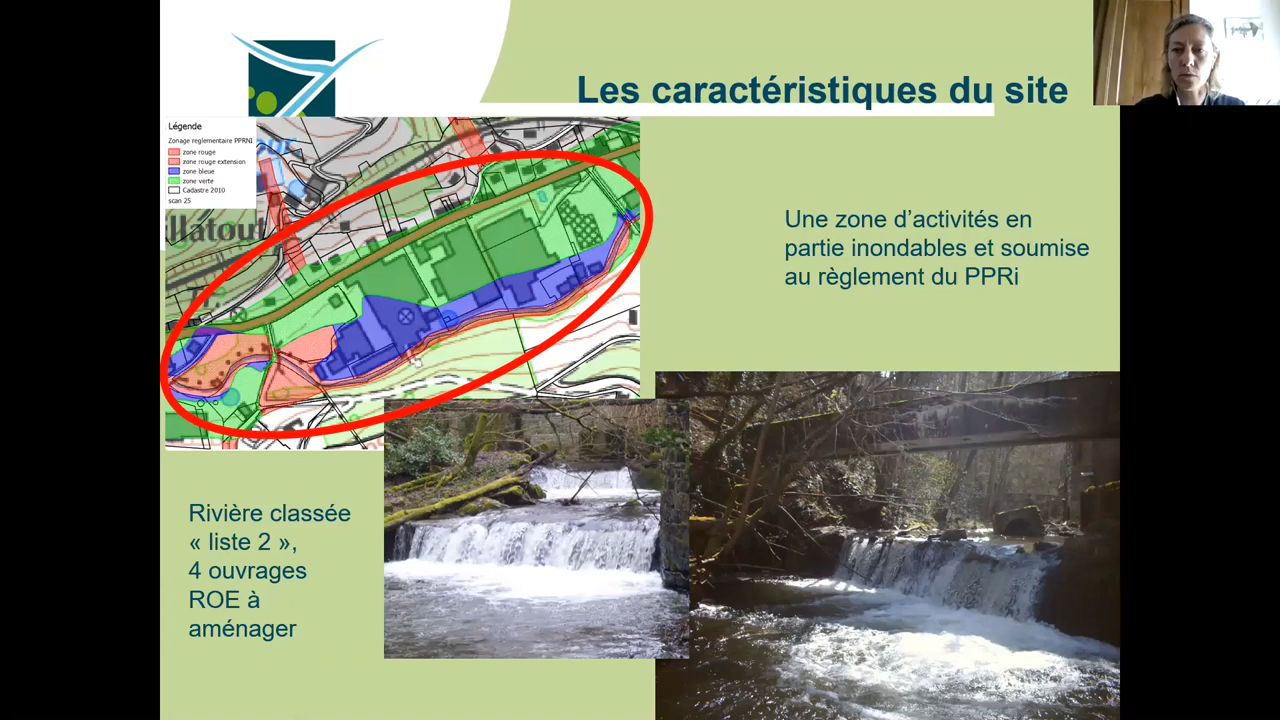 Les caractéristiques du site
Légende
Zonage reglementaire PPRNI
zone rouge
zone rouge extension
zone bleue
zone verte
Cadastre 2010
scan 25
llatout
Une zone d’activités en
partie inondables et soumise
au règlement du PPRi
Rivière classée
« liste 2 »,
4 ouvrages
ROE à
aménager